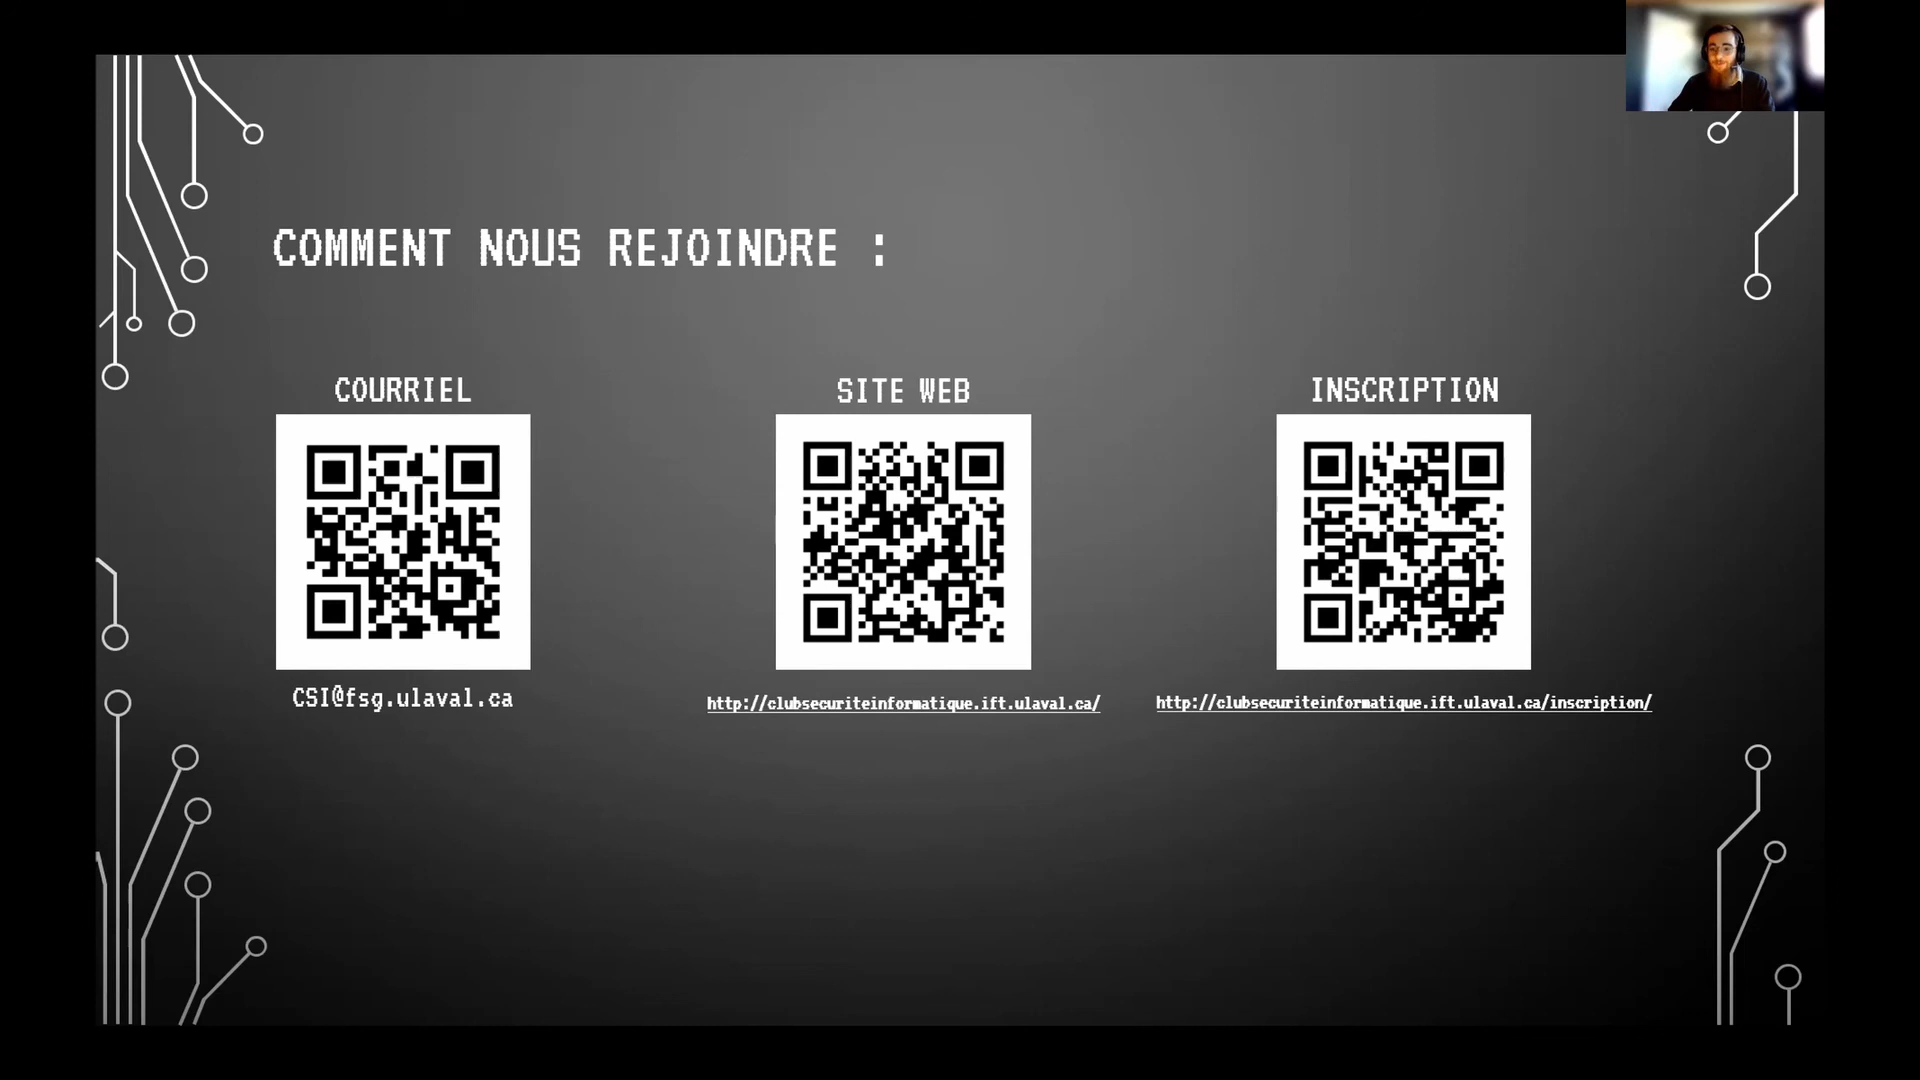 COMMENT NOUS REJOINDRE :
COURRIEL
SITE WEB
INSCRIPTION
CSI@fsg.ulaval.ca
http://clubsecuriteinformatique.ift.ulaval.ca/
http://clubsecuriteinformatique.ift.ulaval.ca/inscription/